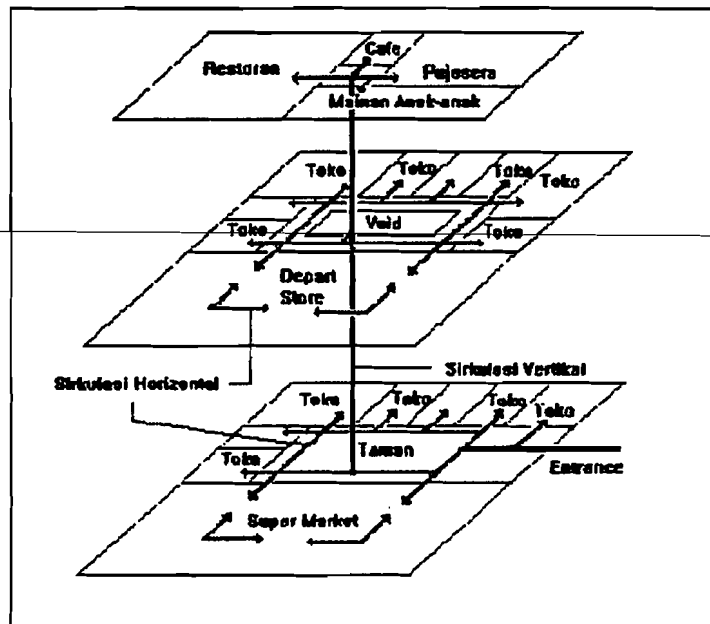 Cafe
Restoran
Pujasera
Mainan Anak-anak
Toko
Toko
Toko
Toko
Void
Toko
Toko
Depart
Store
Sirkulasi Vertikal
Sirkulasi Horizontal
Toko
Toko
Toko
Toko
Toko
Taman
Entrance
Super Market